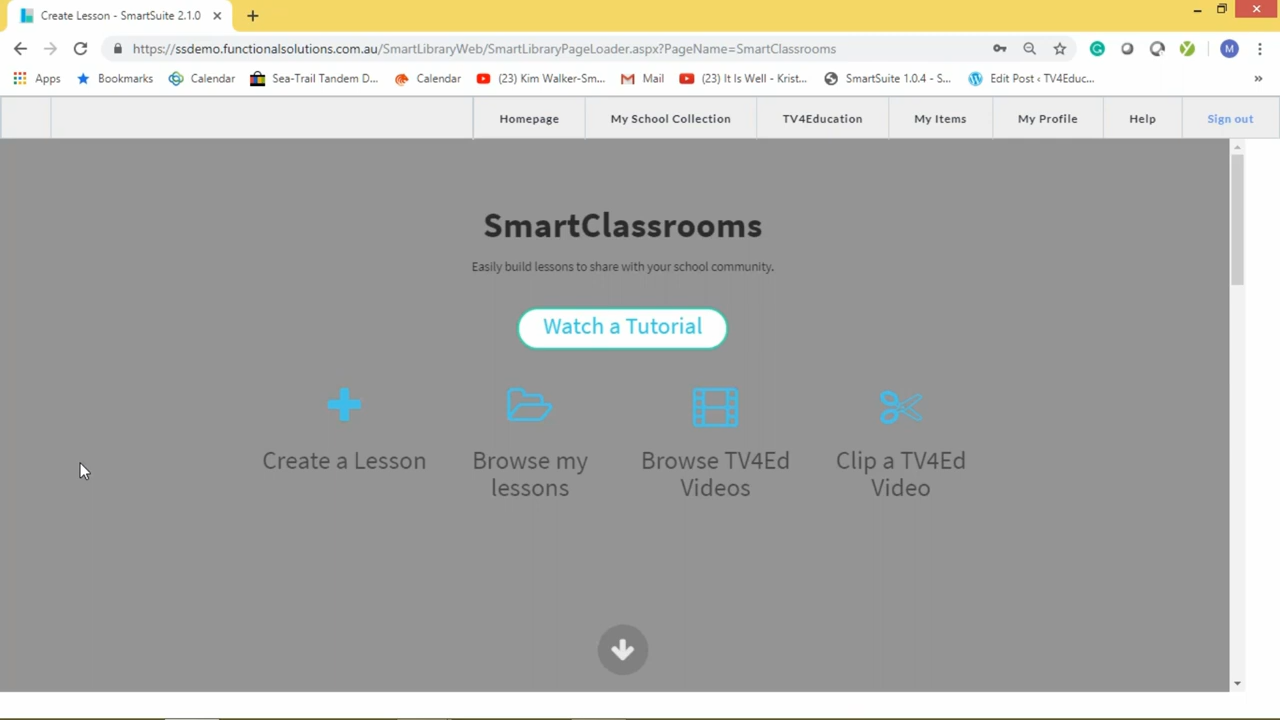 Create Lesson - SmartSuite 2.1.0
https://ssdemo.functionalsolutions.com.au/SmartLibraryWeb/SmartLibraryPageLoader.aspx?PageName=SmartClassrooms
M
Apps Bookmarks Calendar Sea-Trail Tandem D... Calendar (23) Kim Walker-Sm... Mail (23) It Is Well - Krist... SmartSuite 1.0.4 - S... Edit Post ‹ TV4Educ... »
Homepage My School Collection TV4Education My Items My Profile Help Sign out
SmartClassrooms
Easily build lessons to share with your school community.
Watch a Tutorial
Create a Lesson Browse my Browse TV4Ed Clip a TV4Ed
lessons Videos Video